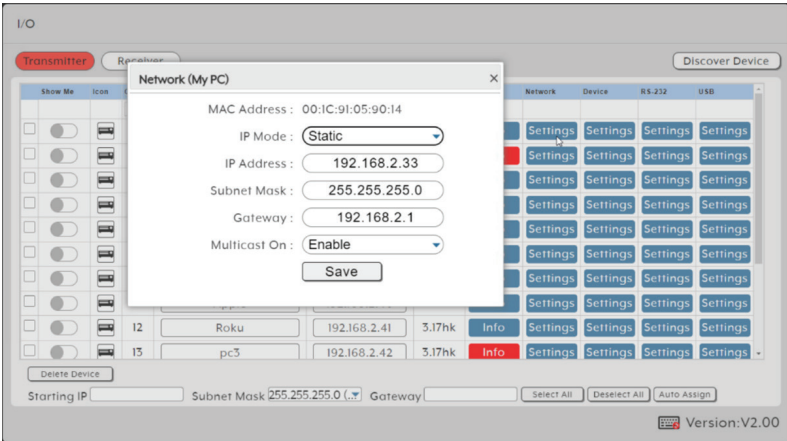 I/O
Transmitter Receiver Discover Device
Network (My PC) ×
Show Me Icon Network Device RS-232 USB
MAC Address : 00:1C:91:05:90:14
IP Mode : Static
IP Address : 192.168.2.33
Subnet Mask : 255.255.255.0
Gateway : 192.168.2.1
Multicast On : Enable
Save
Settings Settings Settings Settings
Settings Settings Settings Settings
Settings Settings Settings Settings
Settings Settings Settings Settings
Settings Settings Settings Settings
Settings Settings Settings Settings
Settings Settings Settings Settings
Settings Settings Settings Settings
12 Roku 192.168.2.41 3.17hk Info Settings Settings Settings Settings
13 pc3 192.168.2.42 3.17hk Info Settings Settings Settings Settings
Delete Device
Starting IP Subnet Mask 255.255.255.0 (... Gateway Select All Deselect All Auto Assign
Version:V2.00